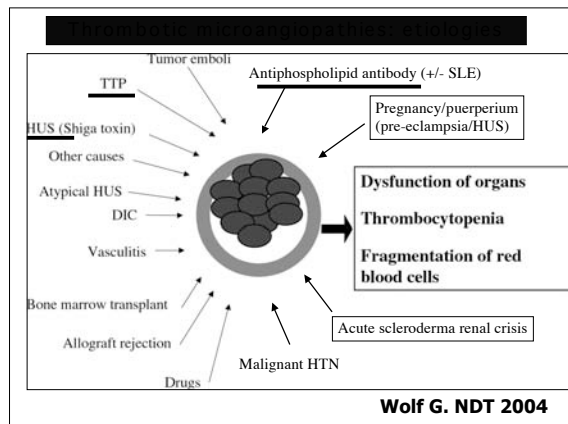 Thrombotic microangiopathies: etiologies
Tumor emboli
Antiphospholipid antibody (+/- SLE)
TTP
Pregnancy/puerperium
(pre-eclampsia/HUS)
HUS (Shiga toxin)
Other causes
Atypical HUS
DIC
Vasculitis
Bone marrow transplant
Allograft rejection
Drugs
Malignant HTN
Acute scleroderma renal crisis
Dysfunction of organs
Thrombocytopenia
Fragmentation of red
blood cells
Wolf G. NDT 2004